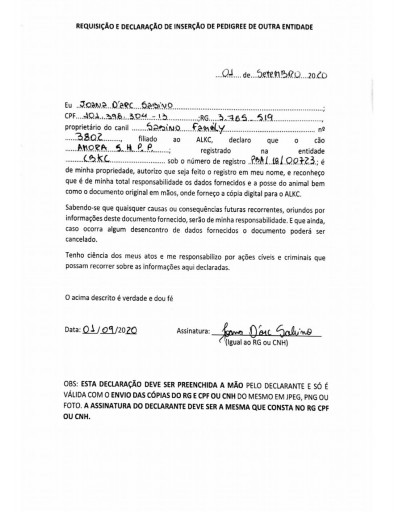 REQUISIÇÃO E DECLARAÇÃO DE INSERÇÃO DE PEDIGREE DE OUTRA ENTIDADE
01 de Setembro 2020
Eu JOANA D'ARC SABINO ;
CPF 101.396.304-13 ;RG 3.765.519 ,
proprietário do canil SABINO FAMILY nº
3802 , filiado ao ALKC, declaro que o cão
AMORA S.H.P.P. ; registrado na entidade
CBKC sob o número de registro PBA/18/00723 ; é
de minha propriedade, autorizo que seja feito o registro em meu nome, e reconheço
que é de minha total responsabilidade os dados fornecidos e a posse do animal bem
como o documento original em mãos, onde forneço a cópia digital para o ALKC.
Sabendo-se que quaisquer causas ou consequências futuras recorrentes, oriundos por
informações deste documento fornecido, serão de minha responsabilidade. E que ainda,
caso ocorra algum desencontro de dados fornecidos o documento poderá ser
cancelado.
Tenho ciência dos meus atos e me responsabilizo por ações cíveis e criminais que
possam recorrer sobre as informações aqui declaradas.
O acima descrito é verdade e dou fé
Data: 01/09/2020 Assinatura: Joana D'arc Sabino
(Igual ao RG ou CNH)
OBS: ESTA DECLARAÇÃO DEVE SER PREENCHIDA A MÃO PELO DECLARANTE E SÓ É
VÁLIDA COM O ENVIO DAS CÓPIAS DO RG E CPF OU CNH DO MESMO EM JPEG, PNG OU
FOTO. A ASSINATURA DO DECLARANTE DEVE SER A MESMA QUE CONSTA NO RG CPF
OU CNH.